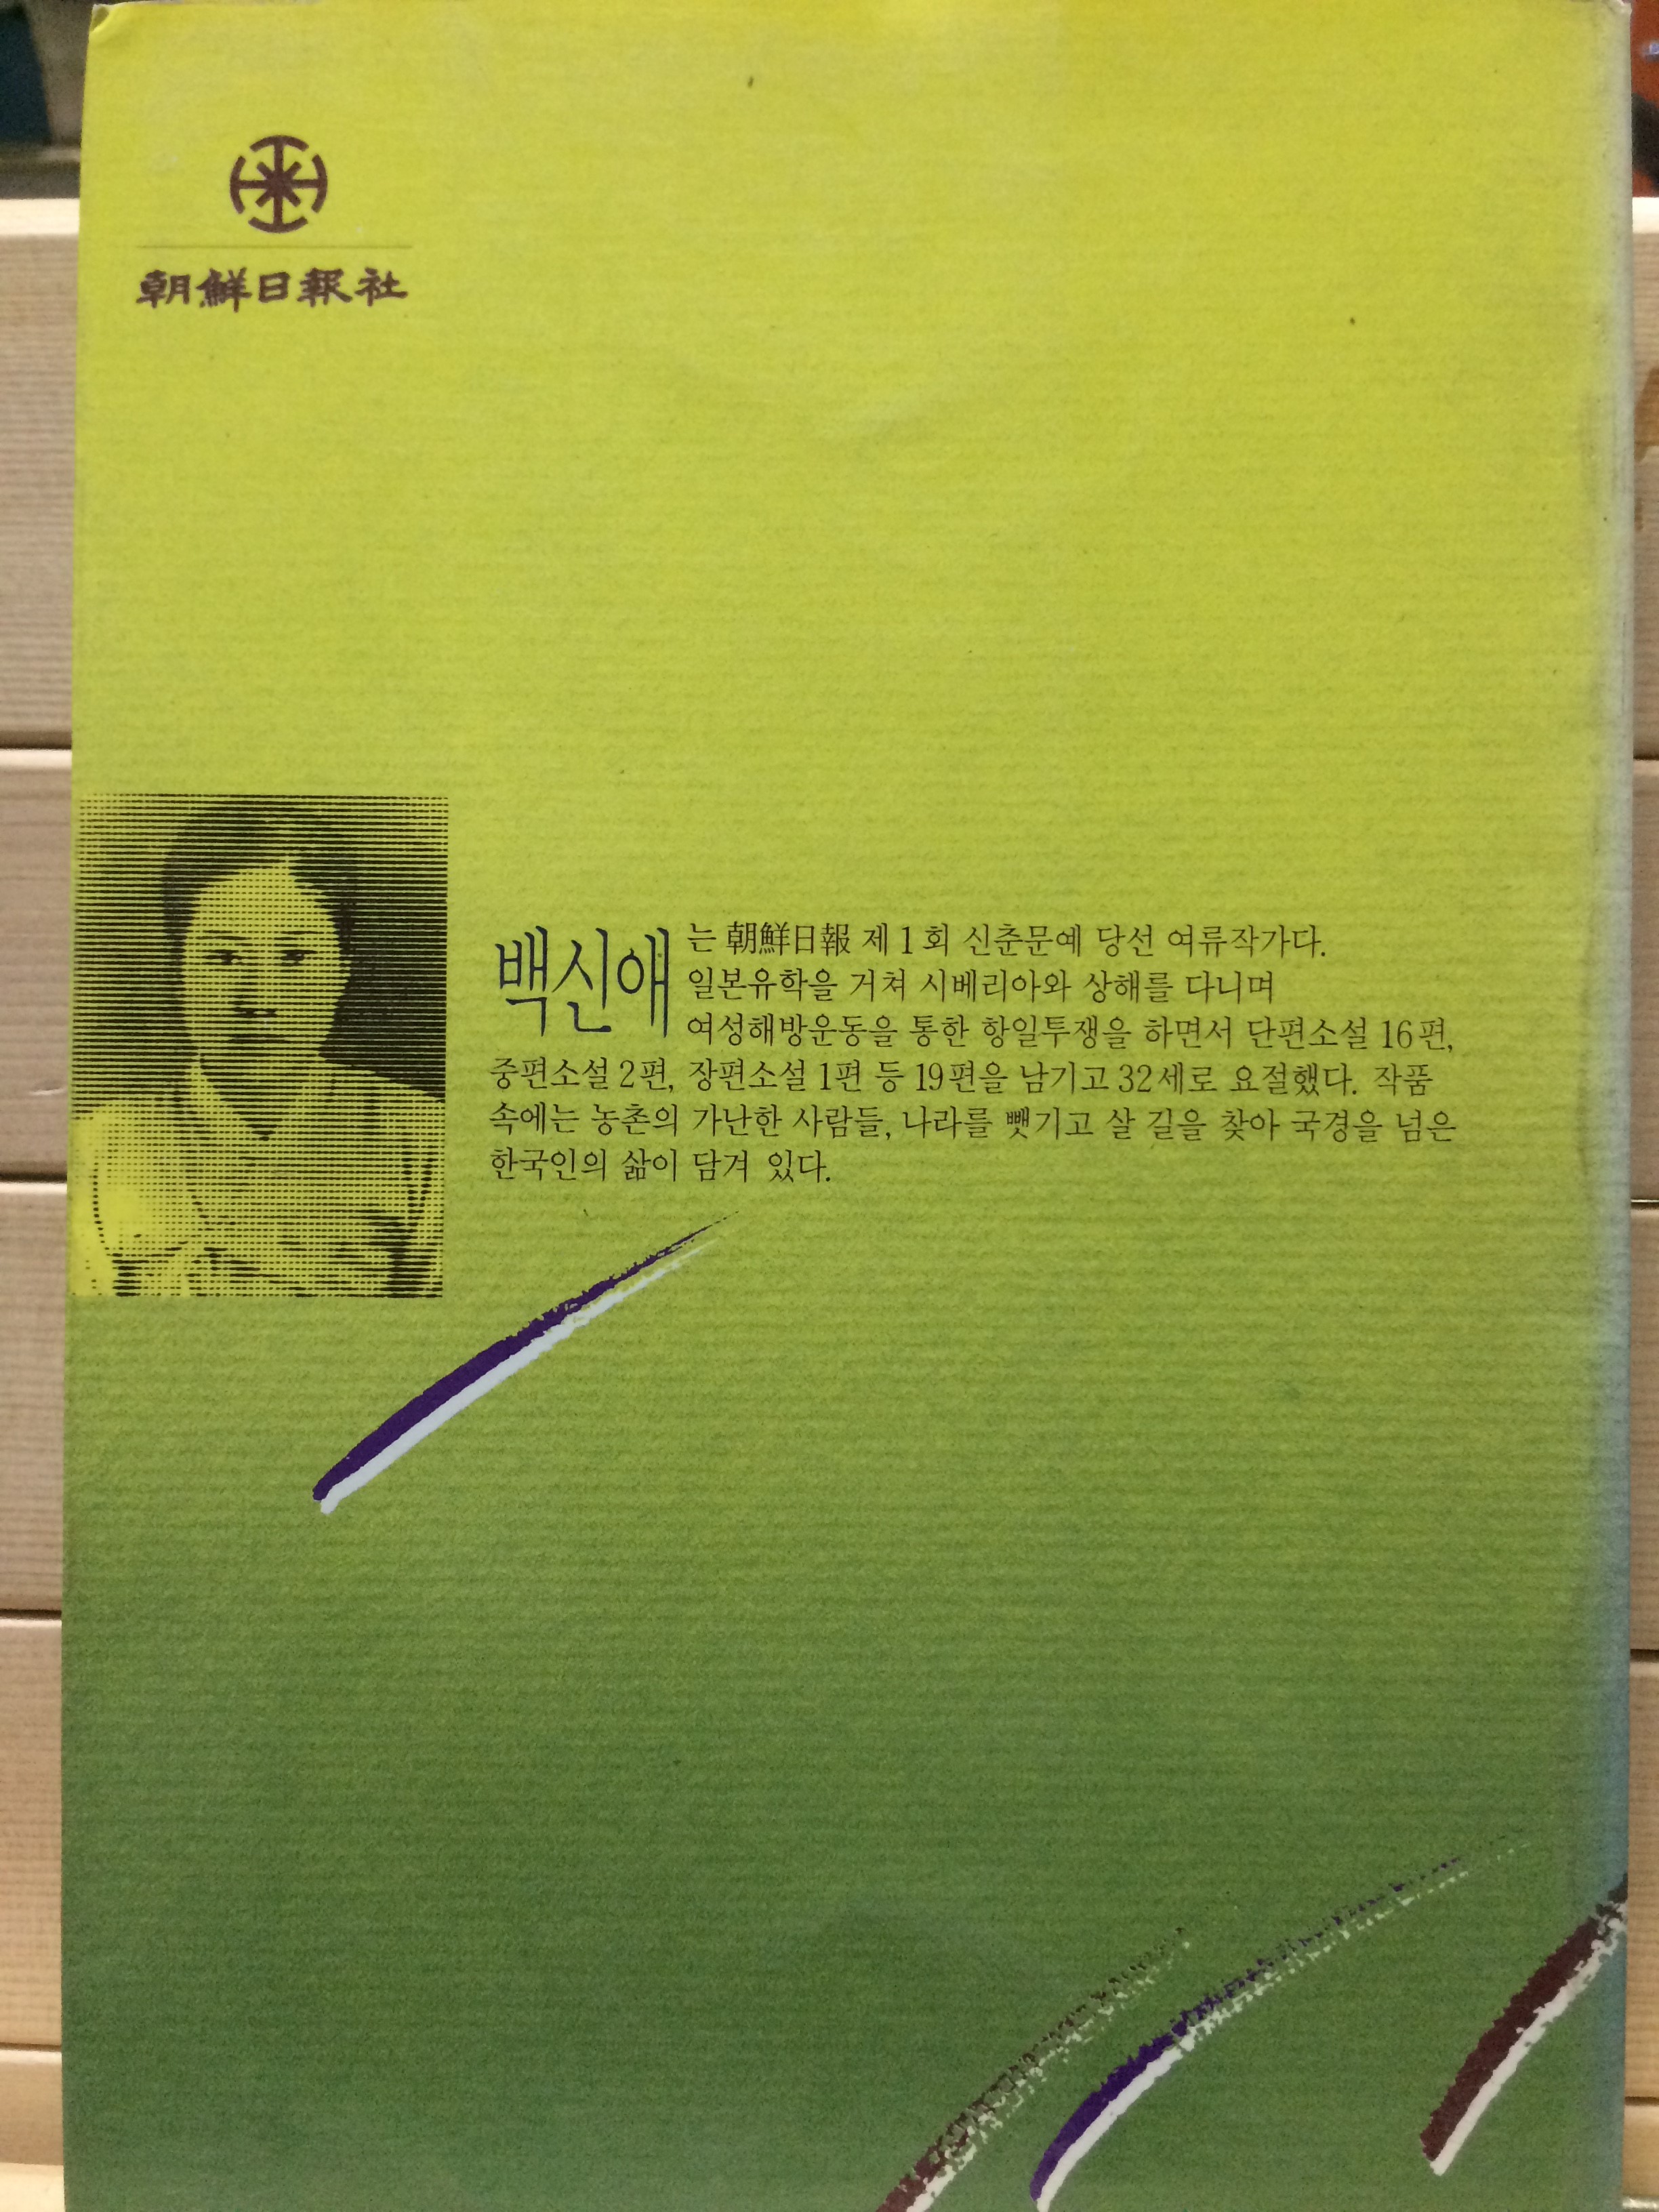 朝鮮日報社
백신애는 朝鮮日報 제1회 신춘문예 당선 여류작가다.
일본유학을 거쳐 시베리아와 상해를 다니며
여성해방운동을 통한 항일투쟁을 하면서 단편소설 16편,
중편소설 2편, 장편소설 1편 등 19편을 남기고 32세로 요절했다. 작품
속에는 농촌의 가난한 사람들, 나라를 뺏기고 살 길을 찾아 국경을 넘은
한국인의 삶이 담겨 있다.